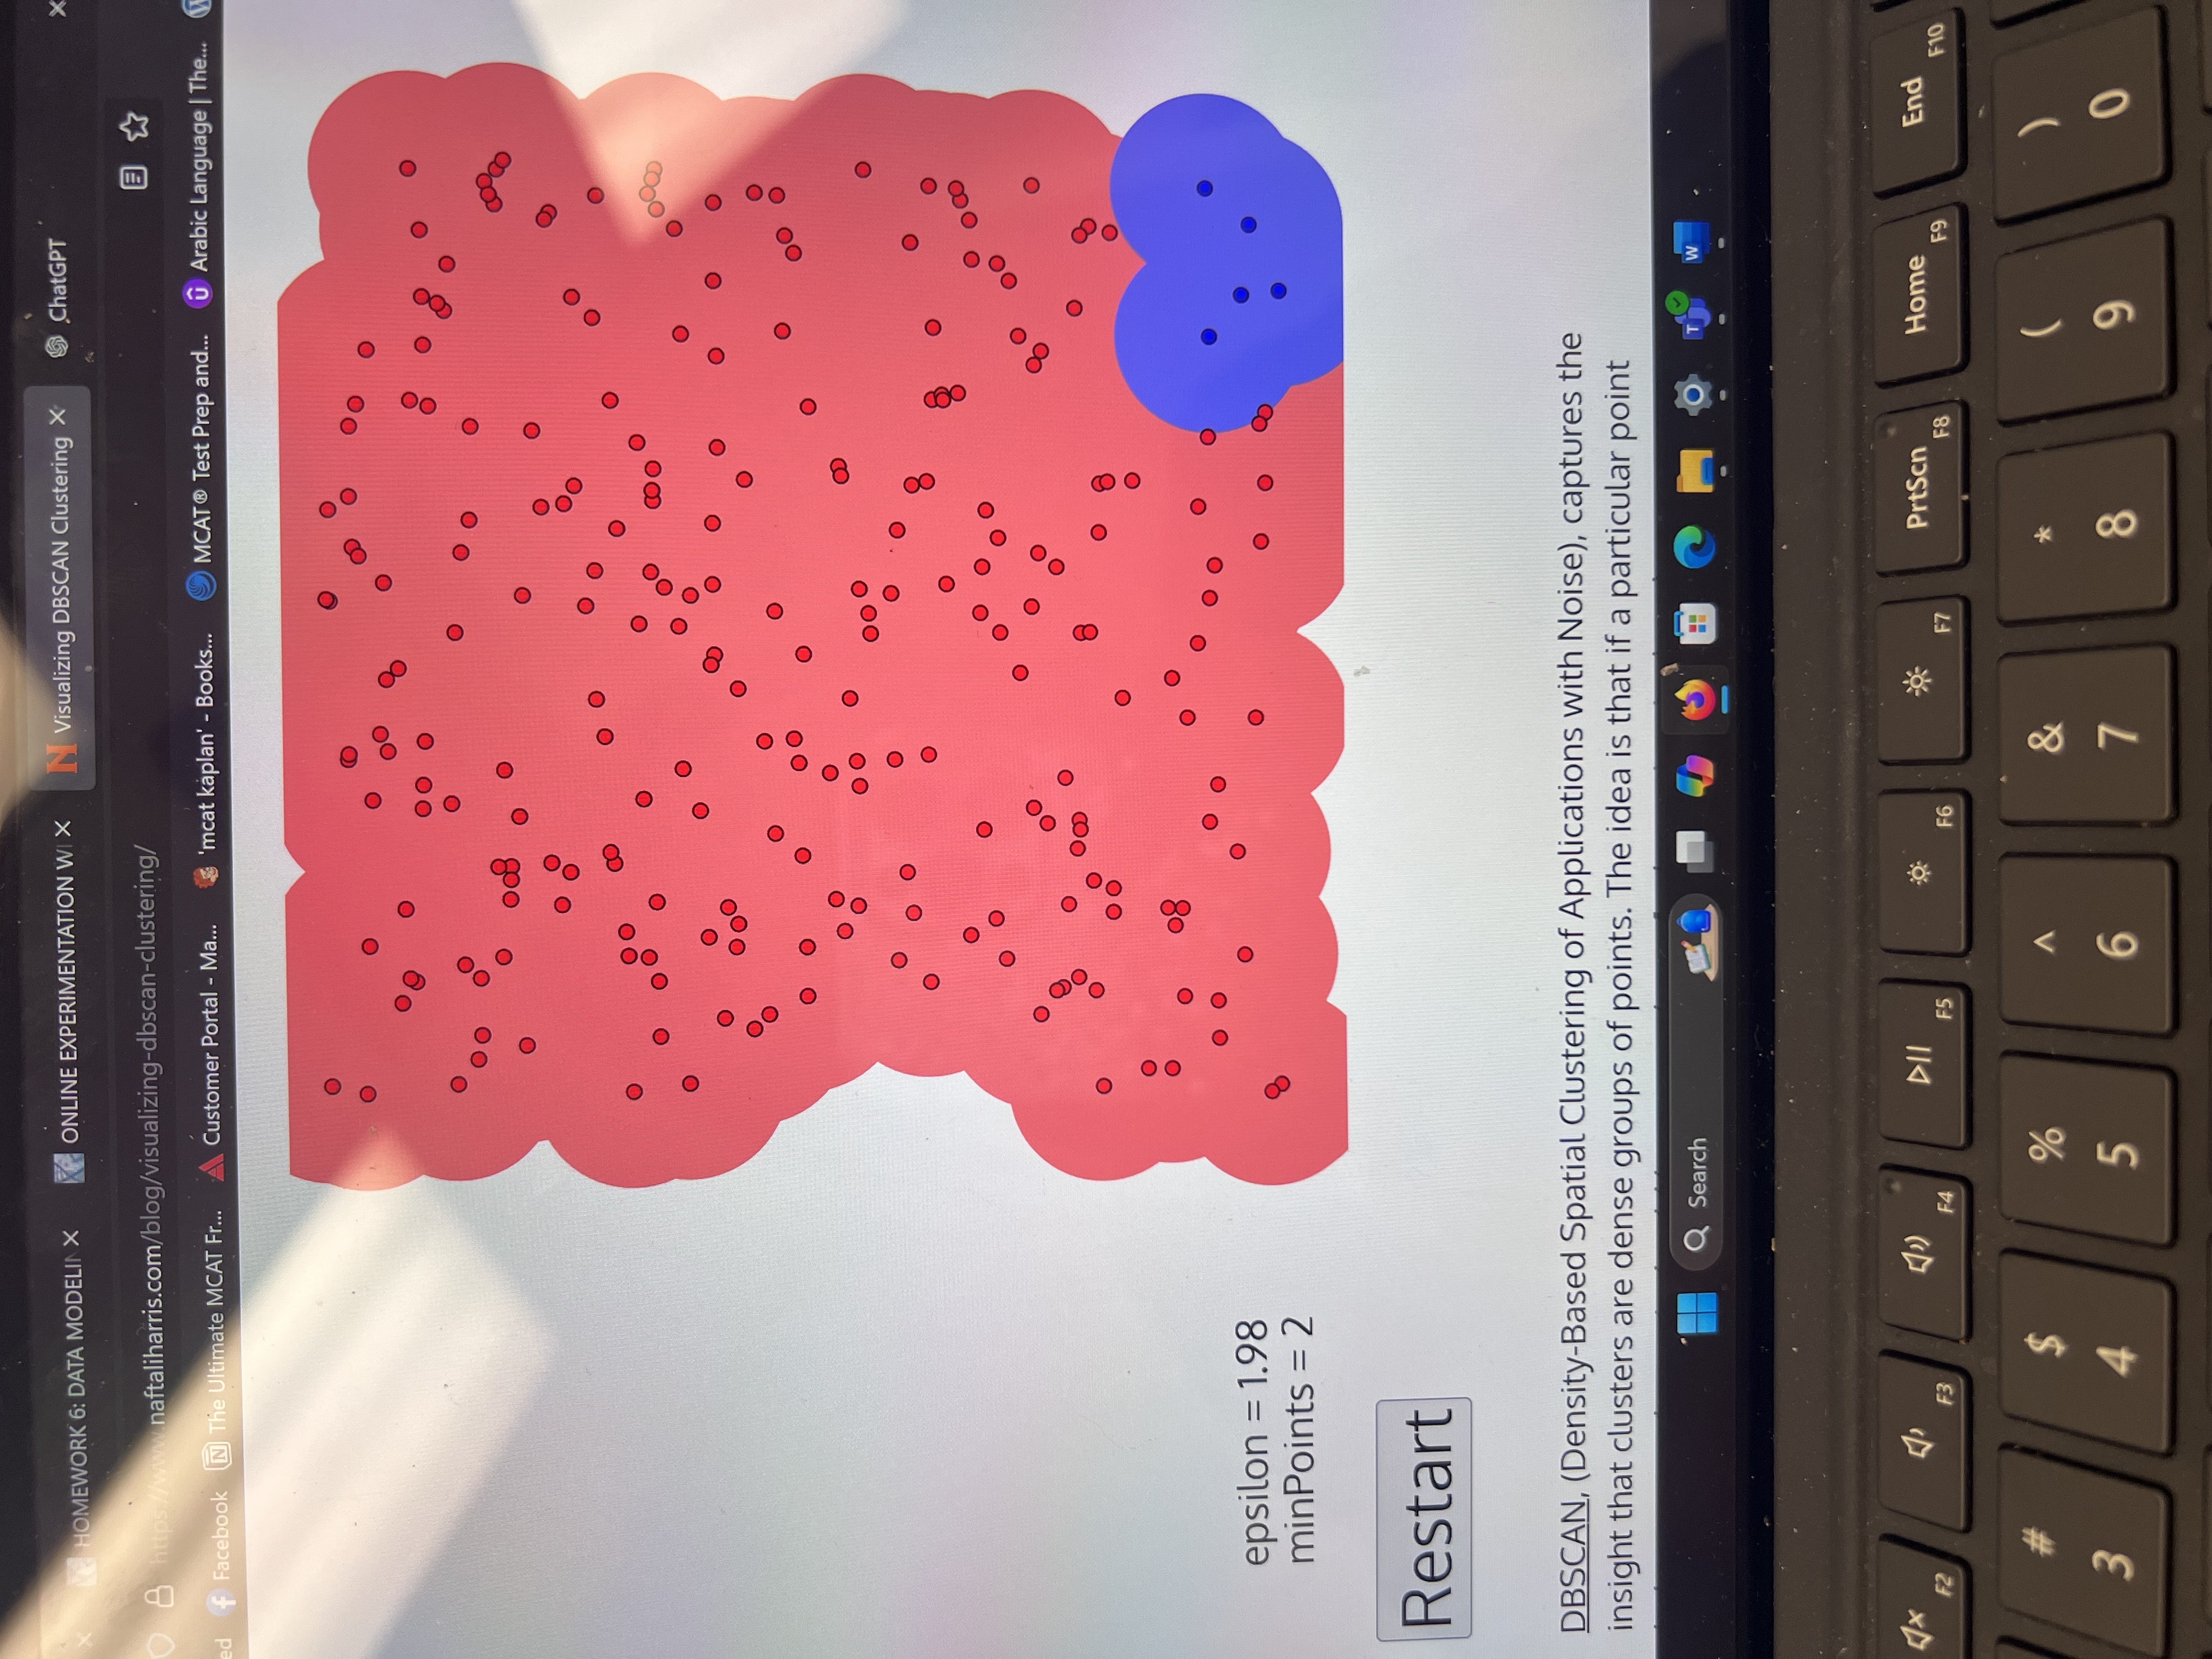 HOMEWORK 6: DATA MODELIN
ONLINE EXPERIMENTATION WI
Visualizing DBSCAN Clustering
ChatGPT
https://www.naftaliharris.com/blog/visualizing-dbscan-clustering/
ed
Facebook
The Ultimate MCAT Fr...
Customer Portal - Ma...
'mcat kaplan' - Books...
MCAT® Test Prep and...
Arabic Language | The...
epsilon = 1.98
minPoints = 2
Restart
DBSCAN, (Density-Based Spatial Clustering of Applications with Noise), captures the
insight that clusters are dense groups of points. The idea is that if a particular point
Search
F2
F3
F4
F5
F6
F7
PrtScn F8
Home F9
End F10
# $ % ^ & * ( )
3 4 5 6 7 8 9 0